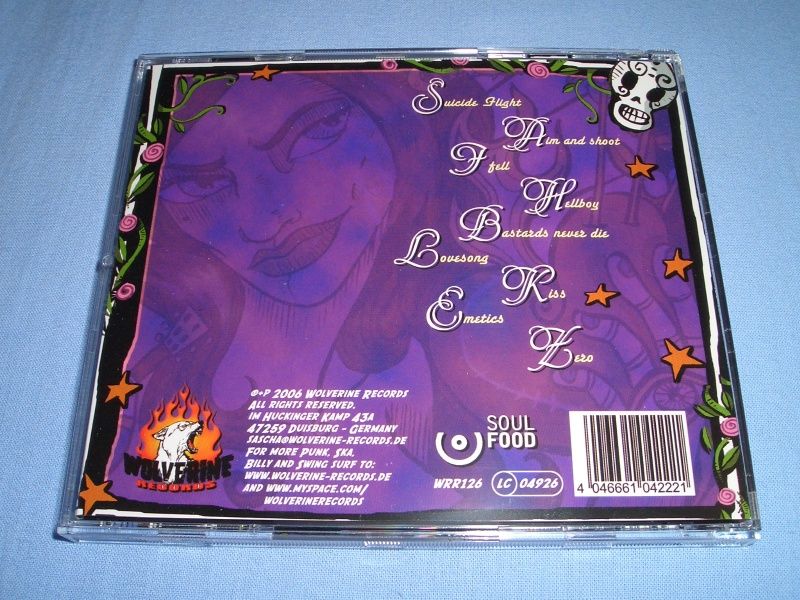 Suicide Flight
Aim and shoot
I fell
Hellboy
Bastards never die
Lovesong
Kiss
Emetics
Zero
WOLVERINE
RECORDS
©+P 2006 Wolverine Records
All rights reserved.
Im Huckinger Kamp 43a
47259 Duisburg - Germany
sascha@wolverine-records.de
For more Punk, Ska,
Billy and Swing surf to:
www.wolverine-records.de
and www.myspace.com/
wolverinerecords
SOUL
FOOD
WRR126
LC 04926
4 046661 042221